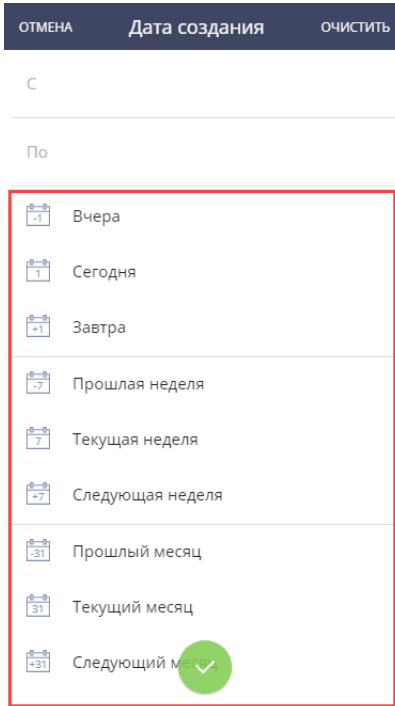 ОТМЕНА Дата создания ОЧИСТИТЬ
С
По
-1 Вчера
1 Сегодня
+1 Завтра
-7 Прошлая неделя
7 Текущая неделя
+7 Следующая неделя
-31 Прошлый месяц
31 Текущий месяц
+31 Следующий месяц